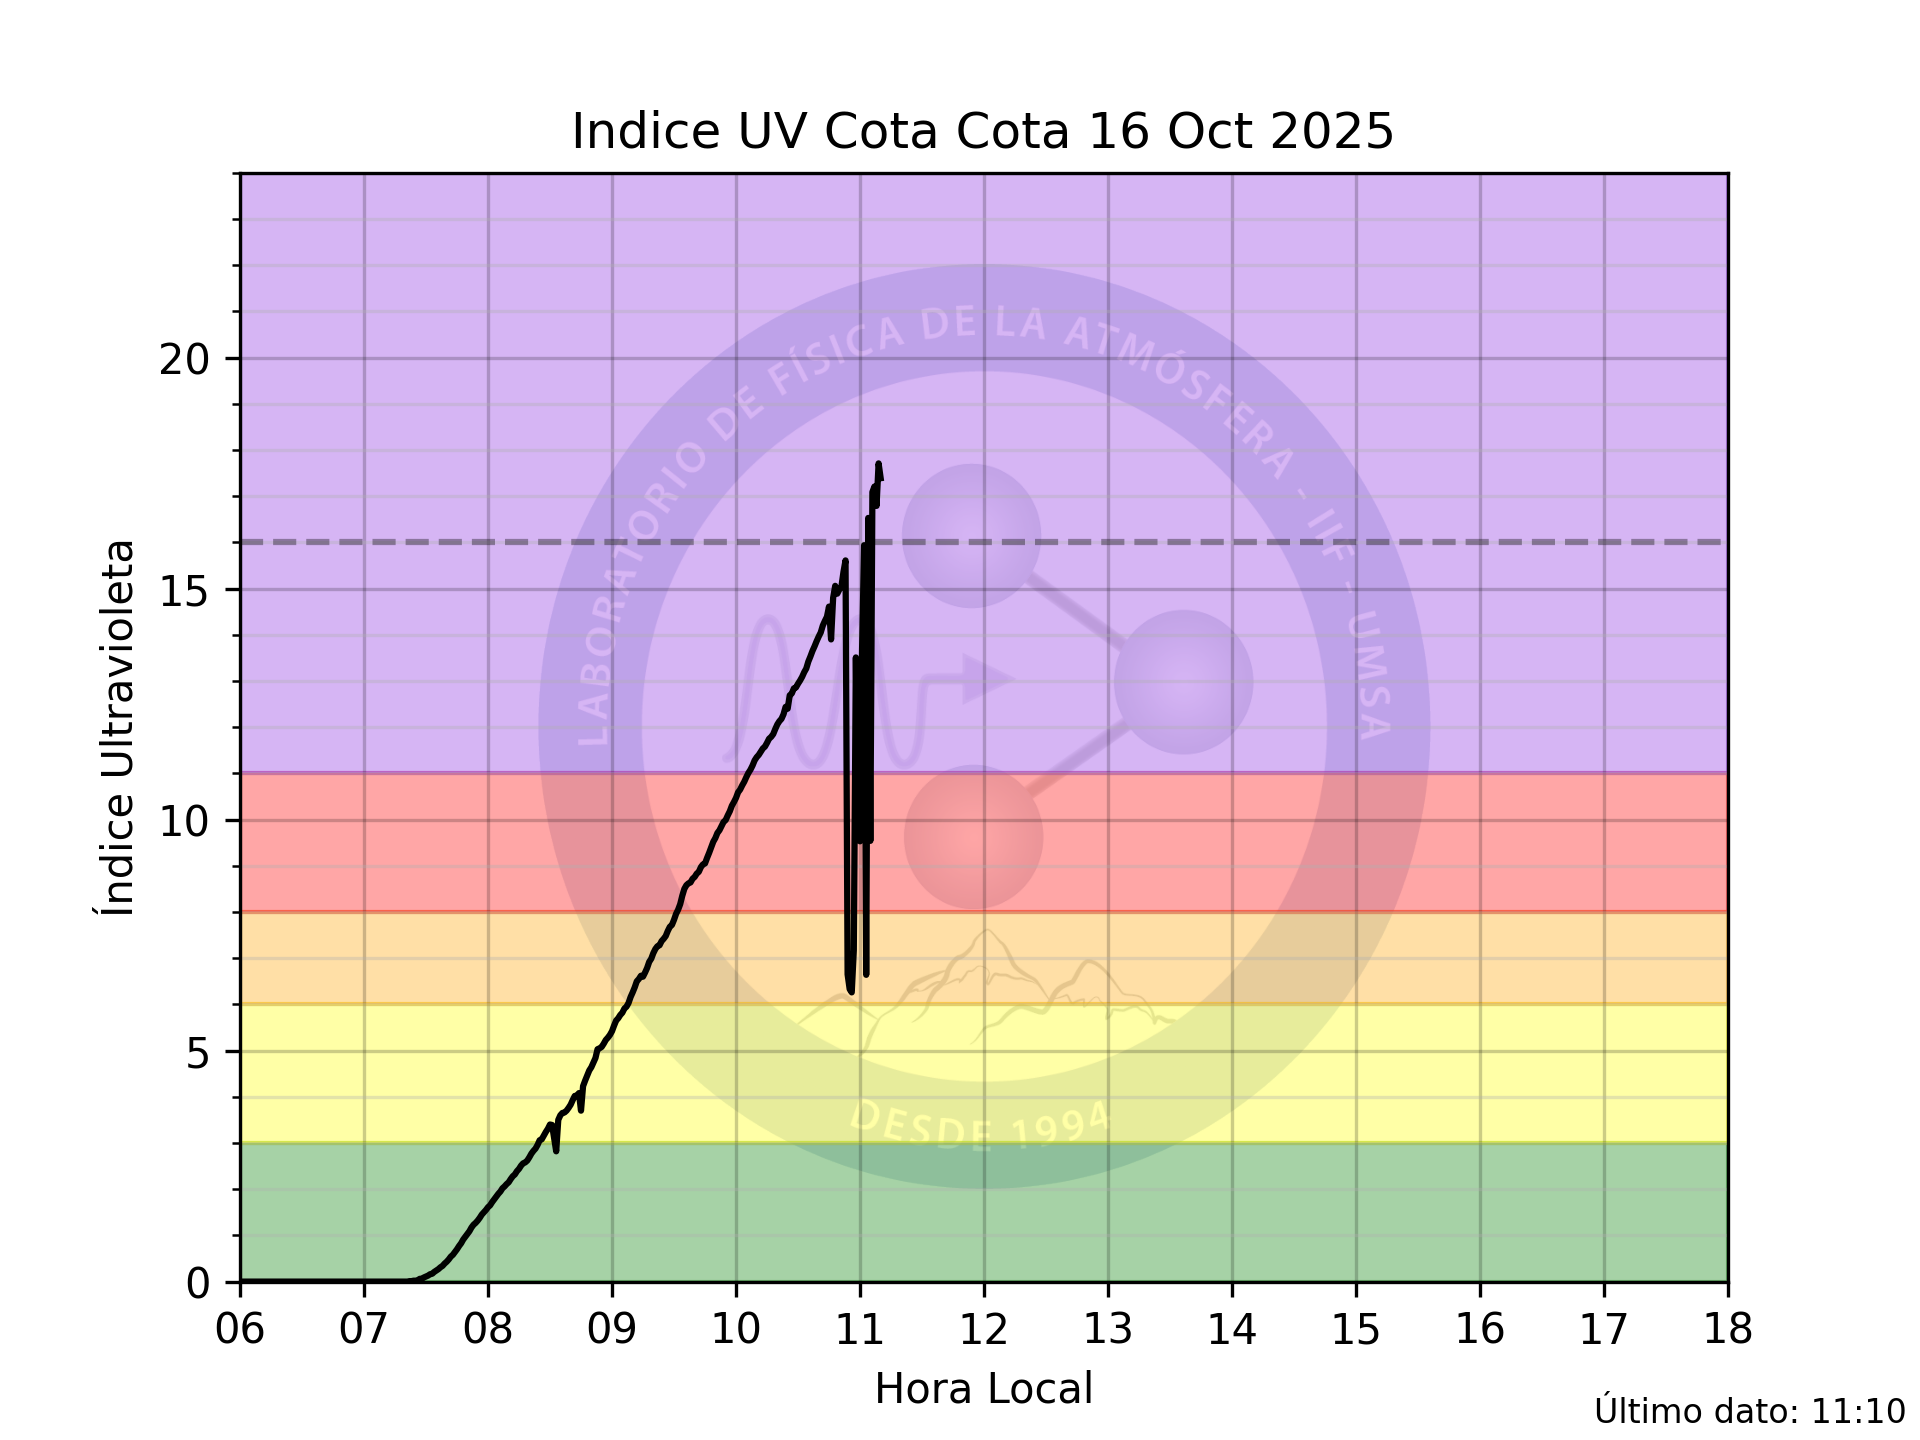 Indice UV Cota Cota 16 Oct 2025
Índice Ultravioleta
20
15
10
5
0
LABORATORIO DE FÍSICA DE LA ATMÓSFERA - IIF - UMSA
DESDE 1994
06 07 08 09 10 11 12 13 14 15 16 17 18
Hora Local
Último dato: 11:10